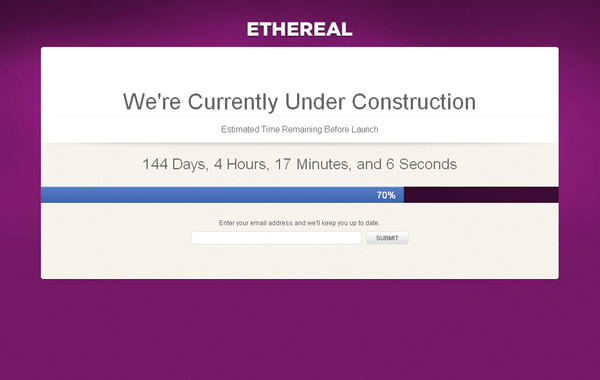 ETHEREAL
We're Currently Under Construction
Estimated Time Remaining Before Launch
144 Days, 4 Hours, 17 Minutes, and 6 Seconds
70%
Enter your email address and we'll keep you up to date.
SUBMIT